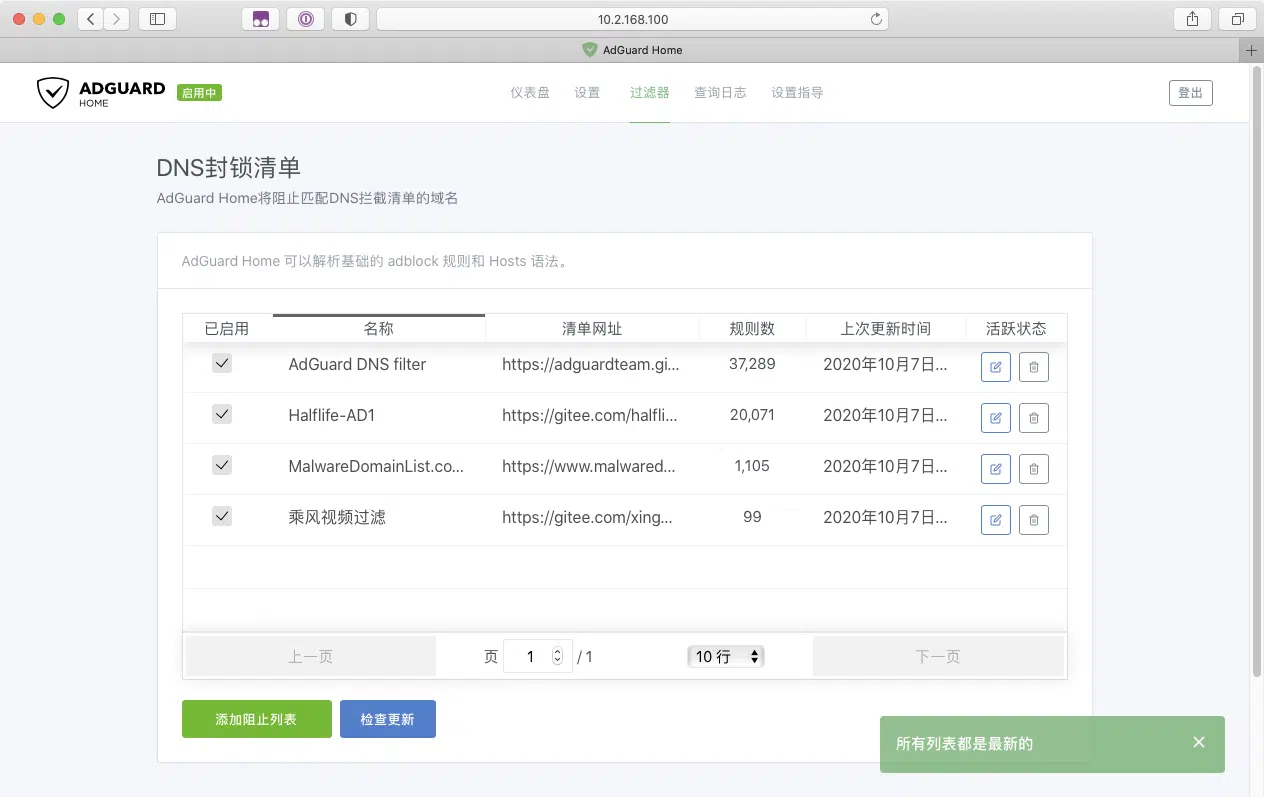 10.2.168.100
AdGuard Home
ADGUARD
HOME
启用中
仪表盘 设置 过滤器 查询日志 设置指导
登出
DNS封锁清单
AdGuard Home将阻止匹配DNS拦截清单的域名
AdGuard Home 可以解析基础的 adblock 规则和 Hosts 语法。
已启用 名称 清单网址 规则数 上次更新时间 活跃状态
AdGuard DNS filter https://adguardteam.gi... 37,289 2020年10月7日...
Halflife-AD1 https://gitee.com/halfli... 20,071 2020年10月7日...
MalwareDomainList.co... https://www.malwared... 1,105 2020年10月7日...
乘风视频过滤 https://gitee.com/xing... 99 2020年10月7日...
上一页 页 1 / 1 10 行 下一页
添加阻止列表 检查更新
所有列表都是最新的